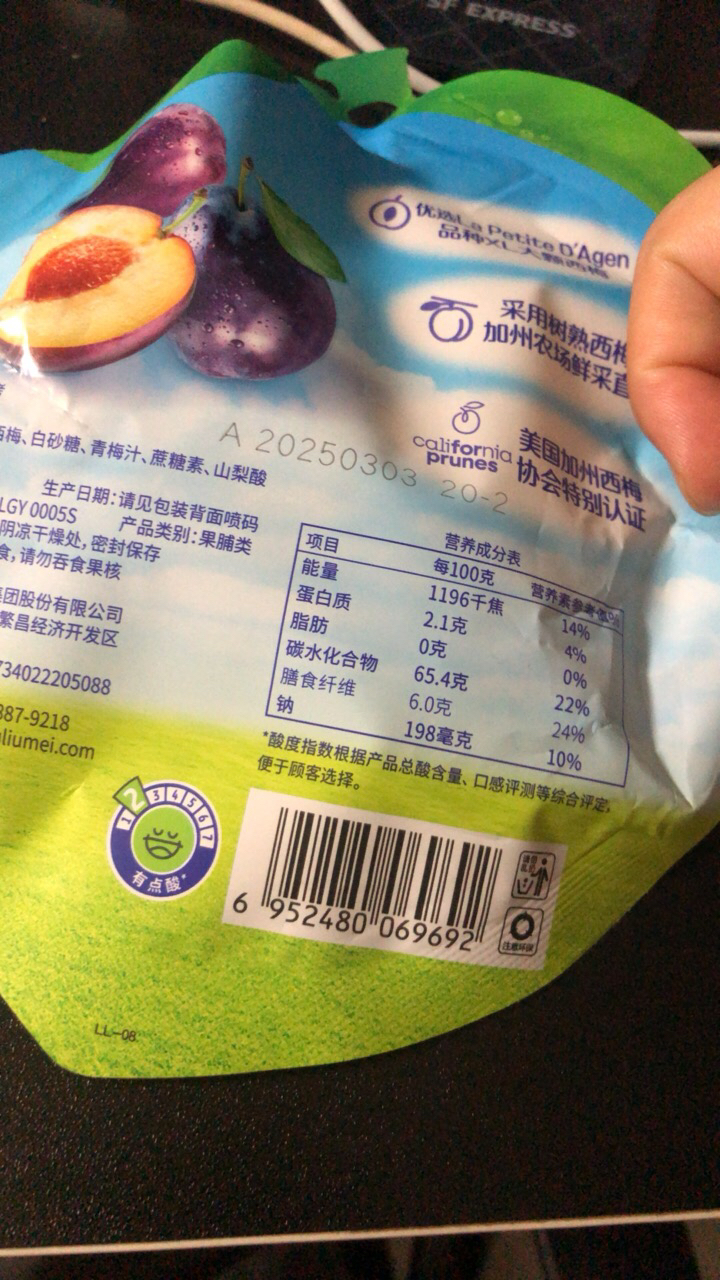 SF EXPRESS
优选La Petite D'Agen
品种XL大颗西梅
采用树熟西梅
加州农场鲜采直
california
prunes
美国加州西梅
协会特别认证
A 20250303 20-2
西梅、白砂糖、青梅汁、蔗糖素、山梨酸
生产日期:请见包装背面喷码
LGY 0005S 产品类别:果脯类
阴凉干燥处,密封保存
食,请勿吞食果核
集团股份有限公司
繁昌经济开发区
734022205088
887-9218
liumei.com
营养成分表
项目 每100克 营养素参考值%
能量 1196千焦 14%
蛋白质 2.1克 4%
脂肪 0克 0%
碳水化合物 65.4克 22%
膳食纤维 6.0克 24%
钠 198毫克 10%
*酸度指数根据产品总酸含量、口感评测等综合评定,
便于顾客选择。
1 2 3 4 5 6 7
有点酸*
6 952480 069692
注意环保
LL-08